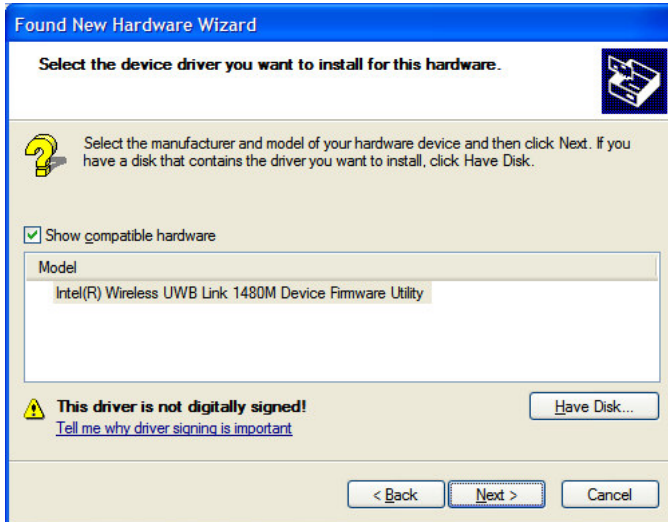 Found New Hardware Wizard
Select the device driver you want to install for this hardware.
Select the manufacturer and model of your hardware device and then click Next. If you
have a disk that contains the driver you want to install, click Have Disk.
Show compatible hardware
Model
Intel(R) Wireless UWB Link 1480M Device Firmware Utility
This driver is not digitally signed!
Have Disk...
Tell me why driver signing is important
< Back
Next >
Cancel